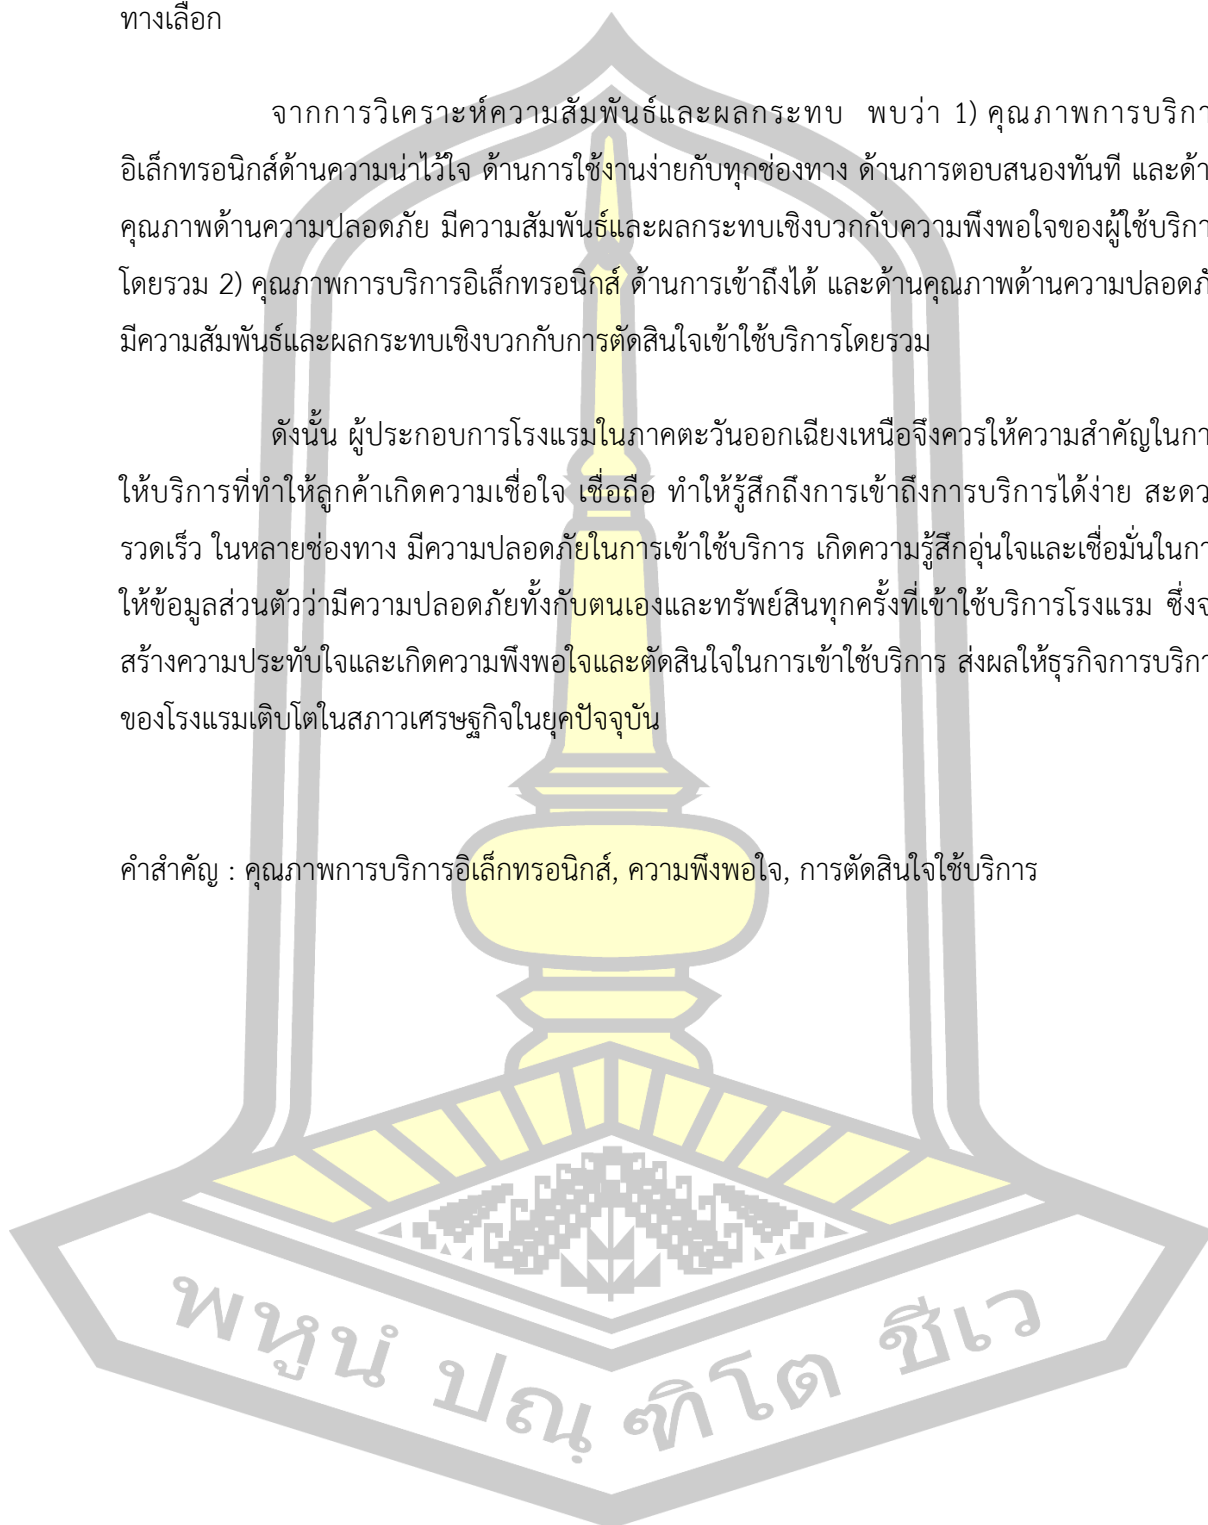 ทางเลือก
จากการวิเคราะห์ความสัมพันธ์และผลกระทบ พบว่า 1) คุณภาพการบริกา
อิเล็กทรอนิกส์ด้านความน่าไว้ใจ ด้านการใช้งานง่ายกับทุกช่องทาง ด้านการตอบสนองทันที และด้า
คุณภาพด้านความปลอดภัย มีความสัมพันธ์และผลกระทบเชิงบวกกับความพึงพอใจของผู้ใช้บริกา
โดยรวม 2) คุณภาพการบริการอิเล็กทรอนิกส์ ด้านการเข้าถึงได้ และด้านคุณภาพด้านความปลอดภั
มีความสัมพันธ์และผลกระทบเชิงบวกกับการตัดสินใจเข้าใช้บริการโดยรวม
ดังนั้น ผู้ประกอบการโรงแรมในภาคตะวันออกเฉียงเหนือจึงควรให้ความสำคัญในกา
ให้บริการที่ทำให้ลูกค้าเกิดความเชื่อใจ เชื่อถือ ทำให้รู้สึกถึงการเข้าถึงการบริการได้ง่าย สะดว
รวดเร็ว ในหลายช่องทาง มีความปลอดภัยในการเข้าใช้บริการ เกิดความรู้สึกอุ่นใจและเชื่อมั่นในกา
ให้ข้อมูลส่วนตัวว่ามีความปลอดภัยทั้งกับตนเองและทรัพย์สินทุกครั้งที่เข้าใช้บริการโรงแรม ซึ่งจ
สร้างความประทับใจและเกิดความพึงพอใจและตัดสินใจในการเข้าใช้บริการ ส่งผลให้ธุรกิจการบริกา
ของโรงแรมเติบโตในสภาวเศรษฐกิจในยุคปัจจุบัน
คำสำคัญ : คุณภาพการบริการอิเล็กทรอนิกส์, ความพึงพอใจ, การตัดสินใจใช้บริการ
พหูนํ ปณฺฑิโต ชีเว